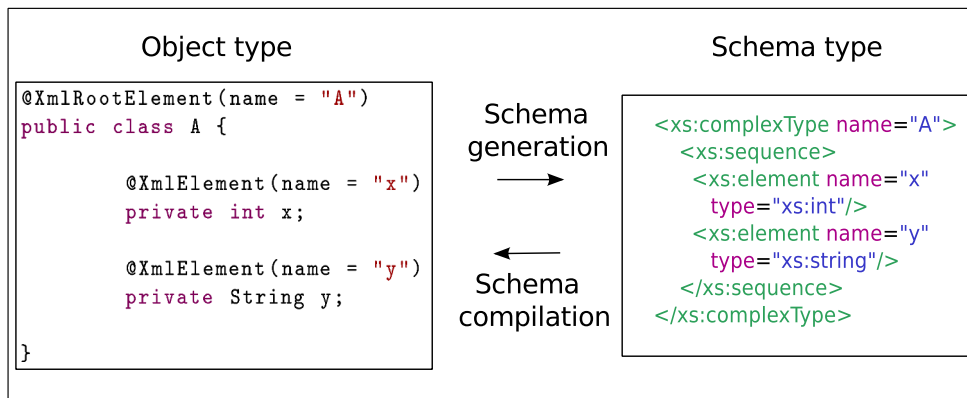 Object type
@XmlRootElement(name = "A")
public class A {
@XmlElement(name = "x")
private int x;
@XmlElement(name = "y")
private String y;
}
Schema
generation
Schema
compilation
Schema type
<xs:complexType name="A">
<xs:sequence>
<xs:element name="x"
type="xs:int"/>
<xs:element name="y"
type="xs:string"/>
</xs:sequence>
</xs:complexType>